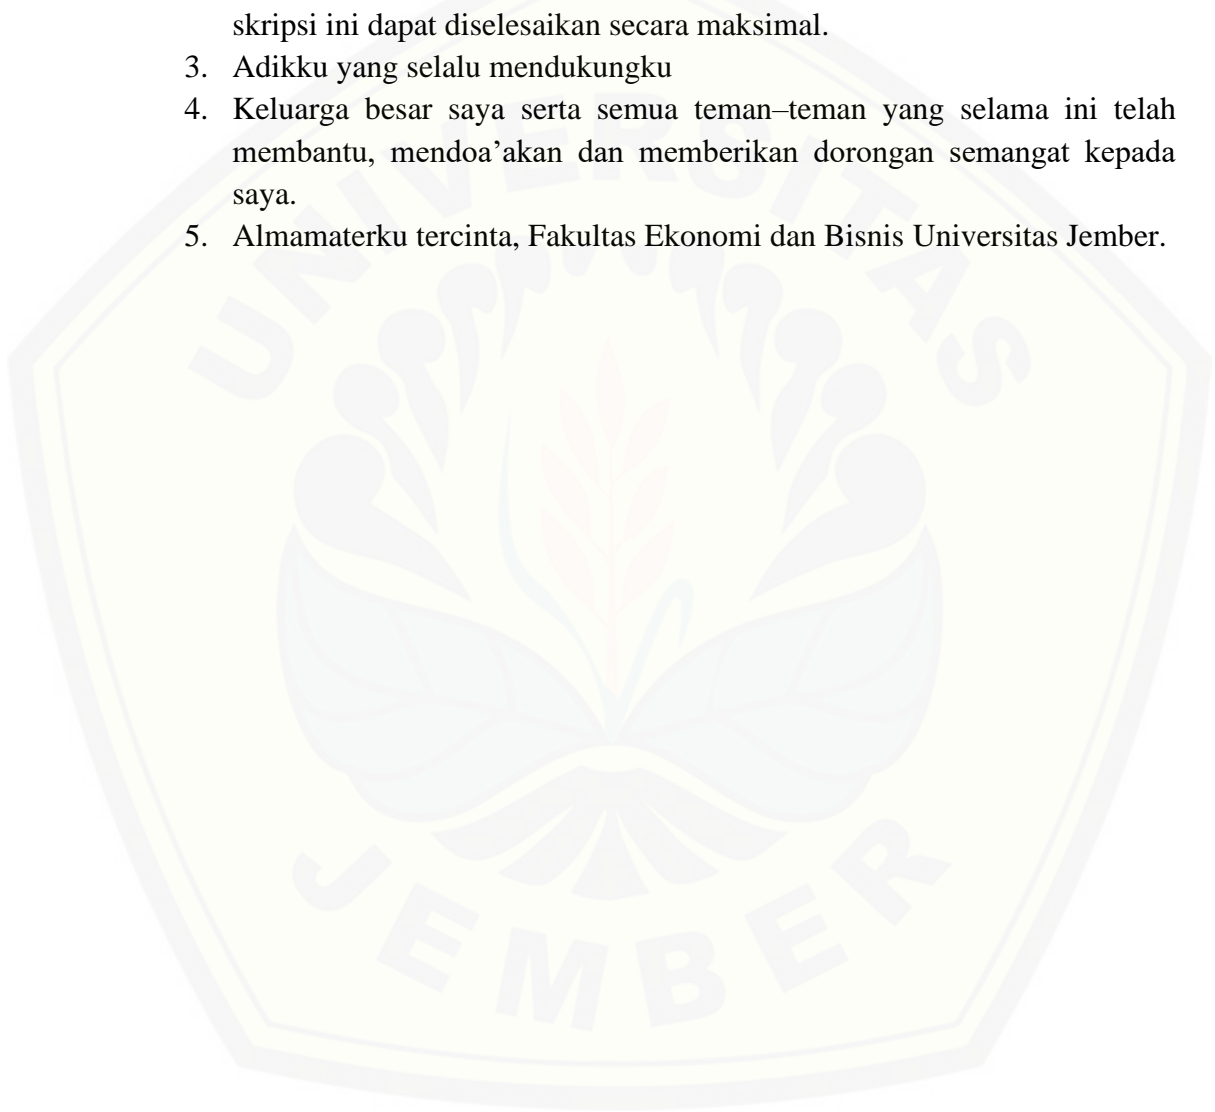 skripsi ini dapat diselesaikan secara maksimal.
3. Adikku yang selalu mendukungku
4. Keluarga besar saya serta semua teman–teman yang selama ini telah
membantu, mendoa’akan dan memberikan dorongan semangat kepada
saya.
5. Almamaterku tercinta, Fakultas Ekonomi dan Bisnis Universitas Jember.
UNIVERSITAS
JEMBER